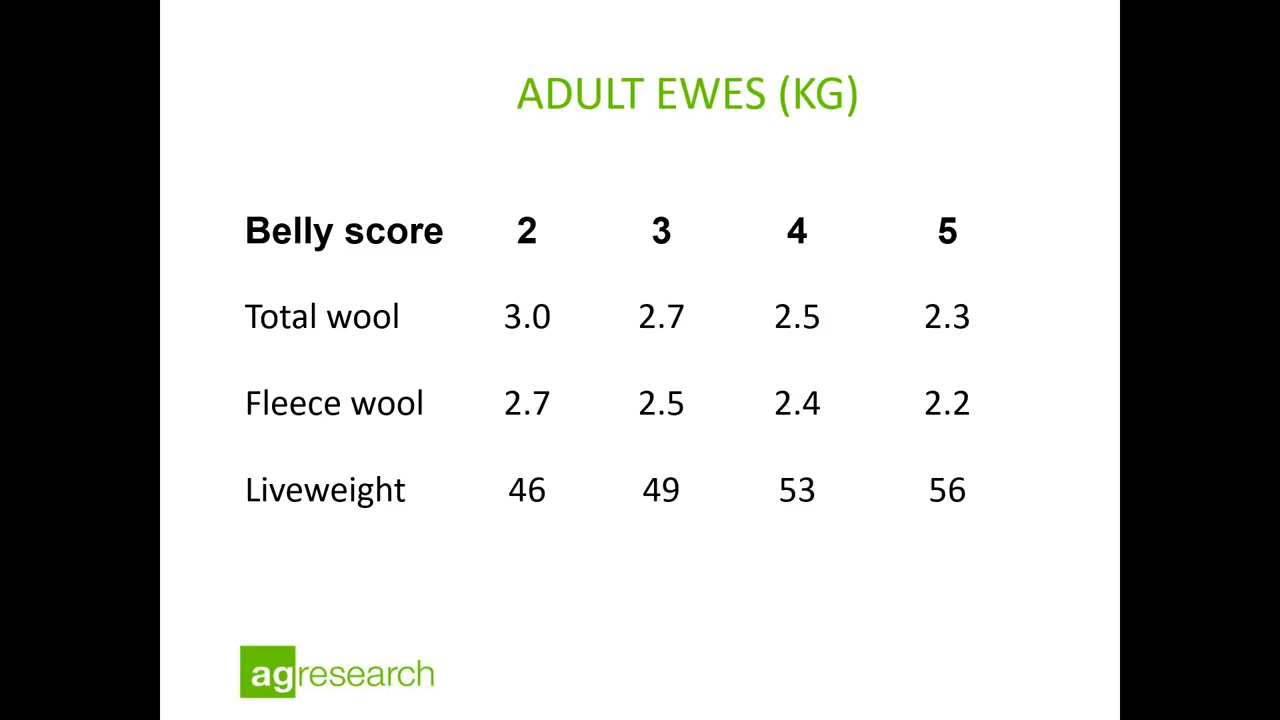 ADULT EWES (KG)
Belly score 2 3 4 5
Total wool 3.0 2.7 2.5 2.3
Fleece wool 2.7 2.5 2.4 2.2
Liveweight 46 49 53 56
agresearch